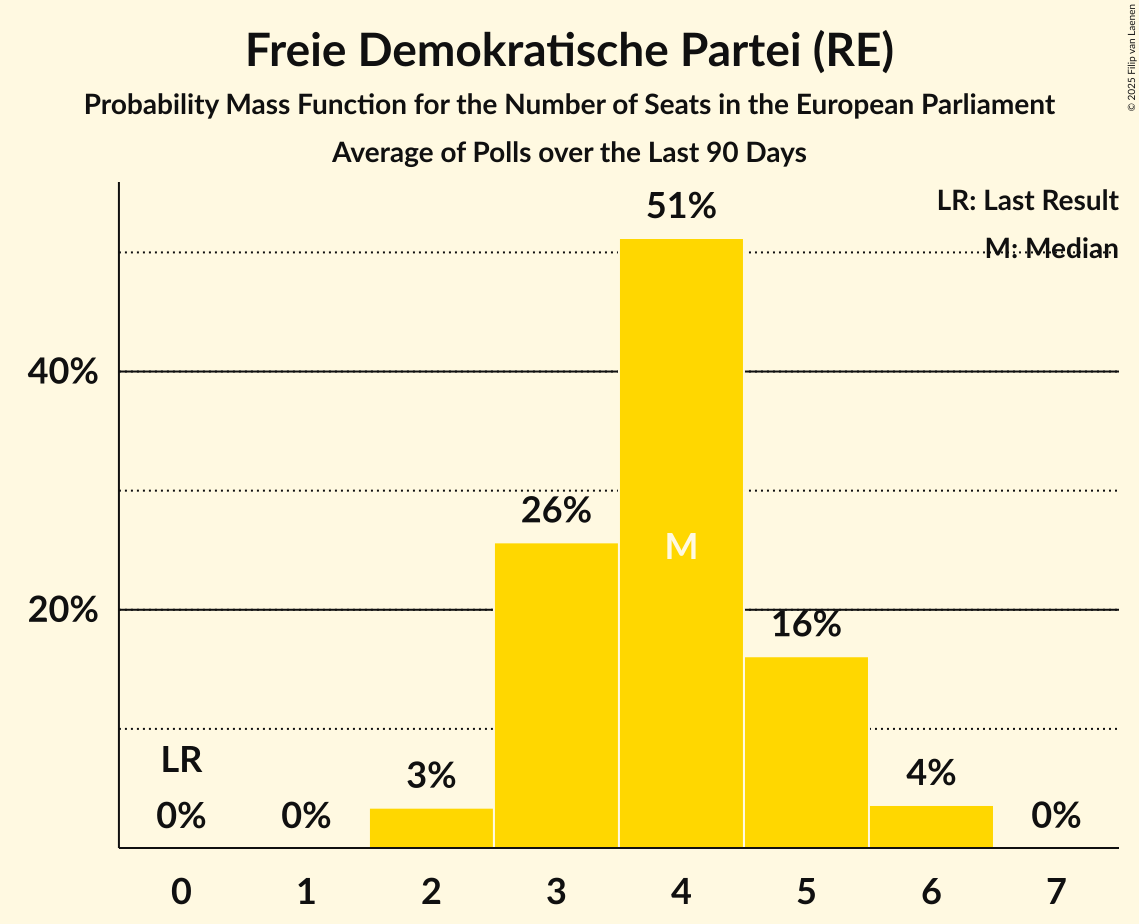 Freie Demokratische Partei (RE)
Probability Mass Function for the Number of Seats in the European Parliament
Average of Polls over the Last 90 Days
© 2025 Filip van Laenen
LR: Last Result
M: Median
51%
40%
26%
M
20%
16%
LR
0%
0%
3%
4%
0%
0 1 2 3 4 5 6 7